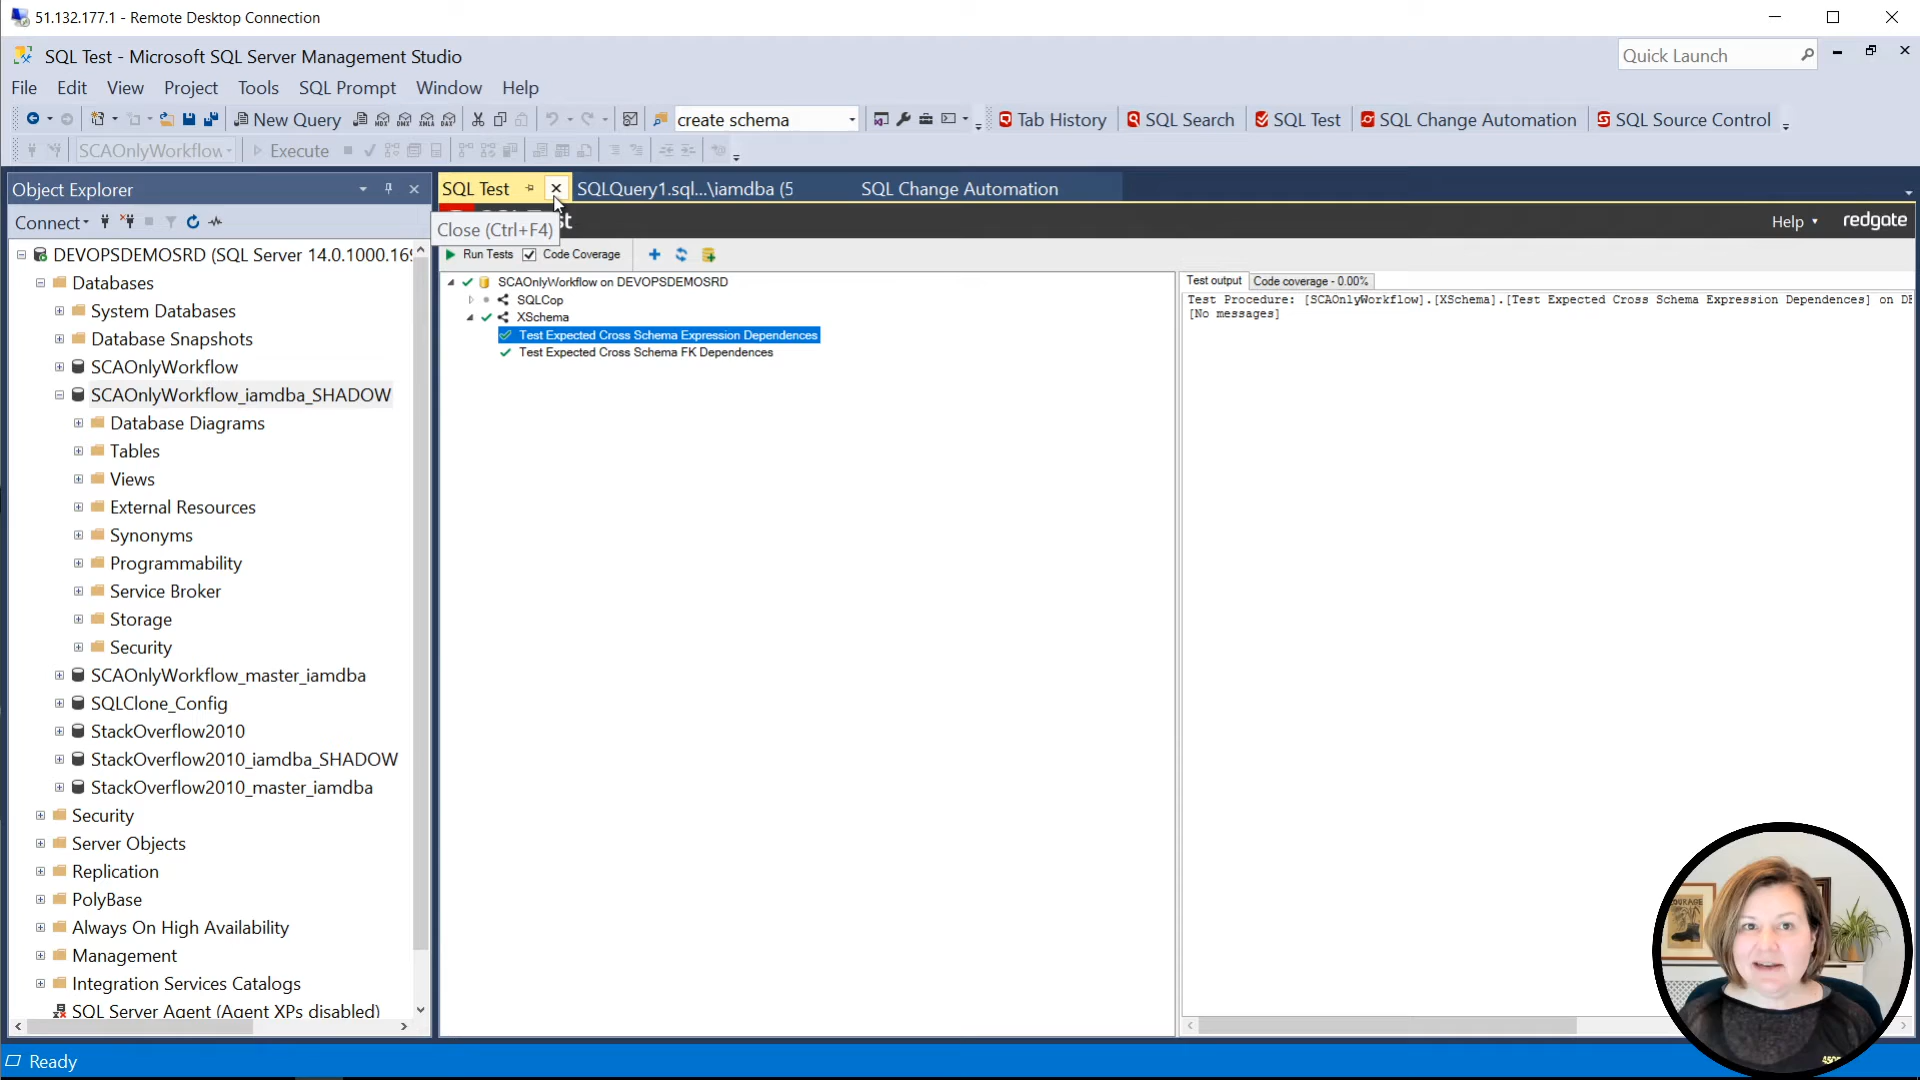 51.132.177.1 - Remote Desktop Connection
SQL Test - Microsoft SQL Server Management Studio
Quick Launch
File Edit View Project Tools SQL Prompt Window Help
New Query
create schema
Tab History
SQL Search
SQL Test
SQL Change Automation
SQL Source Control
SCAOnlyWorkflow
Execute
Object Explorer
SQL Test
SQLQuery1.sql...\iamdba (5
SQL Change Automation
Connect
Close (Ctrl+F4)
Help
redgate
Run Tests
Code Coverage
DEVOPSDEMOSRD (SQL Server 14.0.1000.169
Databases
System Databases
Database Snapshots
SCAOnlyWorkflow
SCAOnlyWorkflow_iamdba_SHADOW
Database Diagrams
Tables
Views
External Resources
Synonyms
Programmability
Service Broker
Storage
Security
SCAOnlyWorkflow_master_iamdba
SQLClone_Config
StackOverflow2010
StackOverflow2010_iamdba_SHADOW
StackOverflow2010_master_iamdba
Security
Server Objects
Replication
PolyBase
Always On High Availability
Management
Integration Services Catalogs
SQL Server Agent (Agent XPs disabled)
SCAOnlyWorkflow on DEVOPSDEMOSRD
SQLCop
XSchema
Test Expected Cross Schema Expression Dependences
Test Expected Cross Schema FK Dependences
Test output
Code coverage - 0.00%
Test Procedure: [SCAOnlyWorkflow].[XSchema].[Test Expected Cross Schema Expression Dependences] on DE
[No messages]
Ready